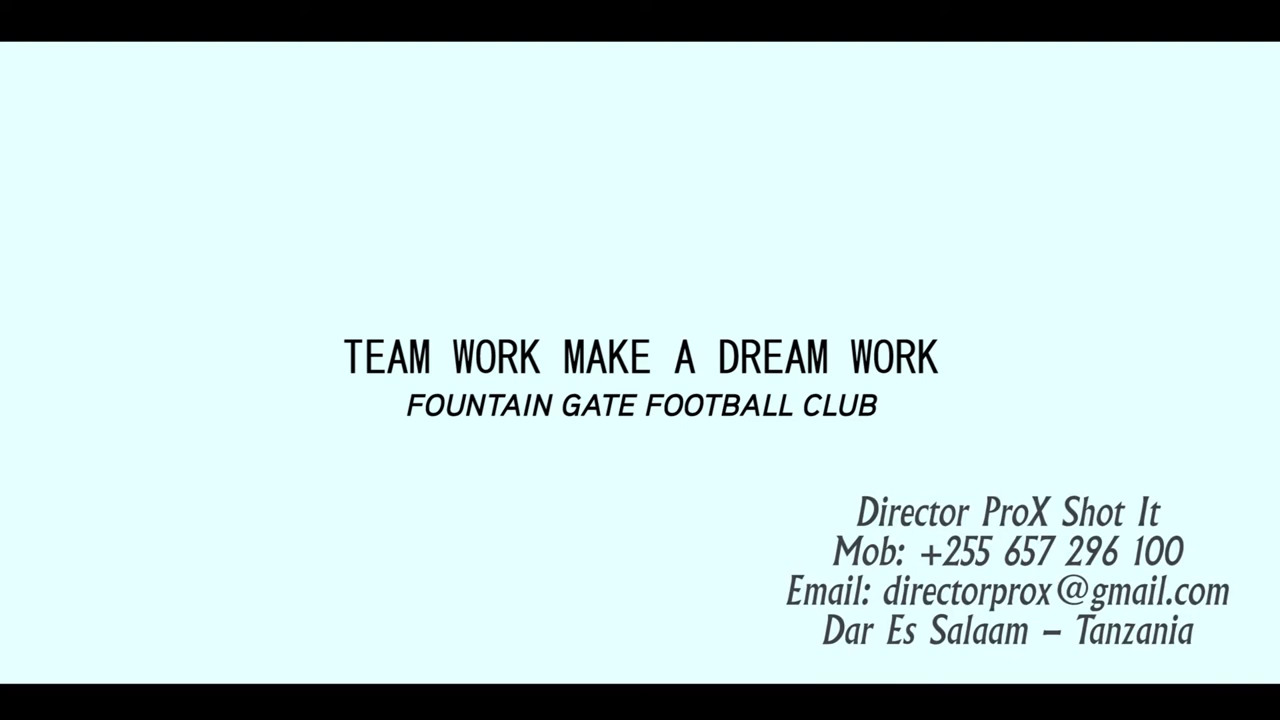 TEAM WORK MAKE A DREAM WORK
FOUNTAIN GATE FOOTBALL CLUB
Director ProX Shot It
Mob: +255 657 296 100
Email: directorprox@gmail.com
Dar Es Salaam – Tanzania